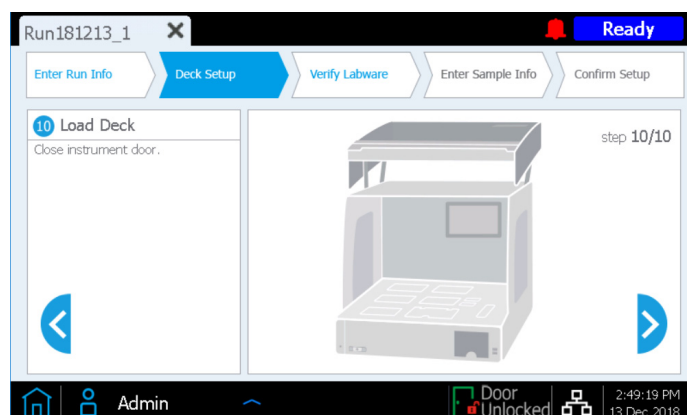 Run181213_1
Ready
Enter Run Info
Deck Setup
Verify Labware
Enter Sample Info
Confirm Setup
10 Load Deck
Close instrument door.
step 10/10
Admin
Door
Unlocked
2:49:19 PM
13 Dec 2018